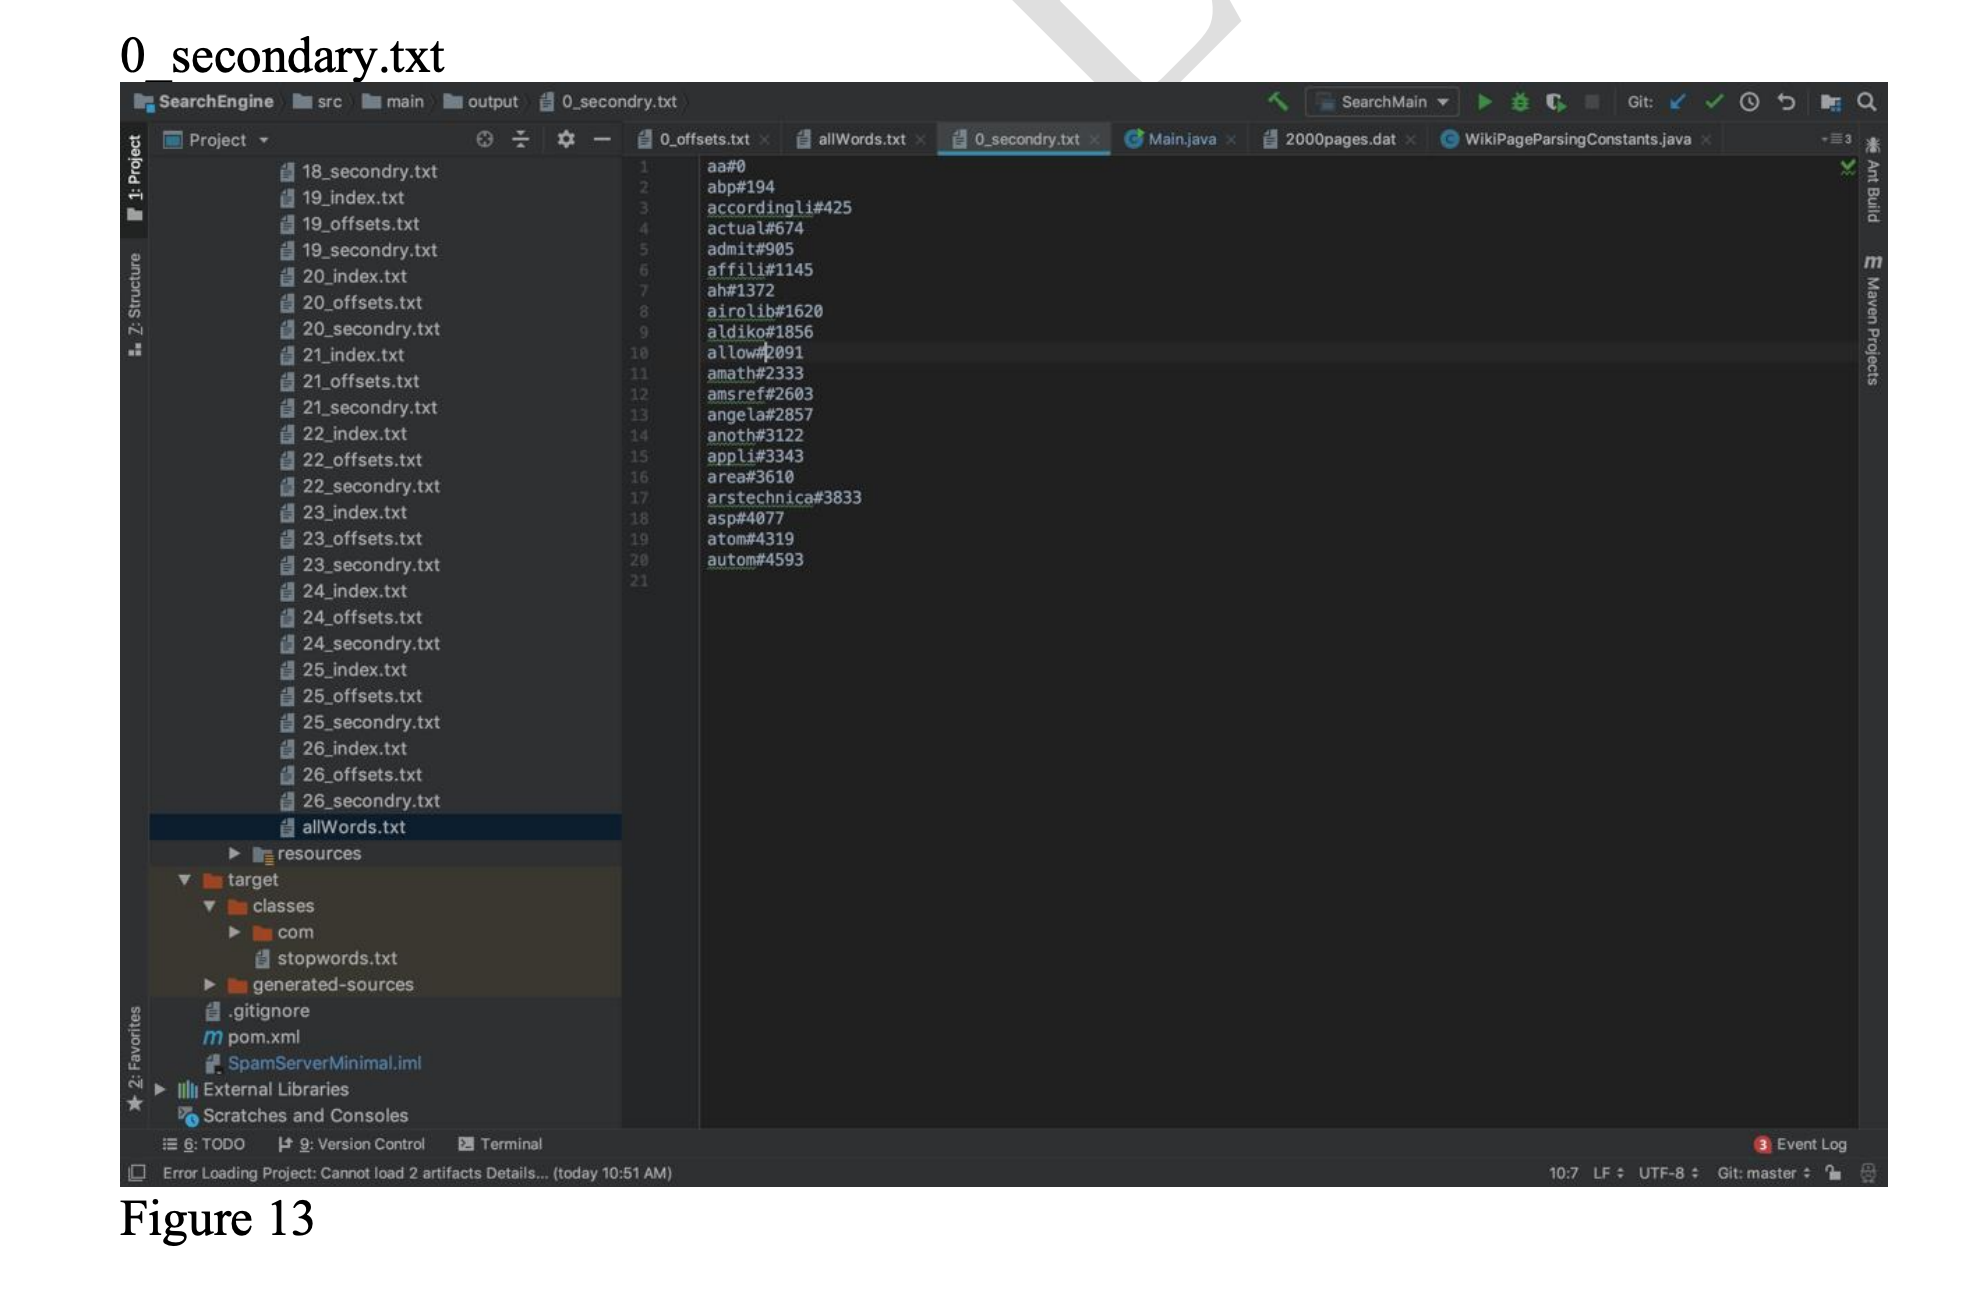 0_secondary.txt
SearchEngine src main output 0_secondry.txt SearchMain Git:
Project 0_offsets.txt allWords.txt 0_secondry.txt Main.java 2000pages.dat WikiPageParsingConstants.java 3
1: Project
Z: Structure
2: Favorites
18_secondry.txt
19_index.txt
19_offsets.txt
19_secondry.txt
20_index.txt
20_offsets.txt
20_secondry.txt
21_index.txt
21_offsets.txt
21_secondry.txt
22_index.txt
22_offsets.txt
22_secondry.txt
23_index.txt
23_offsets.txt
23_secondry.txt
24_index.txt
24_offsets.txt
24_secondry.txt
25_index.txt
25_offsets.txt
25_secondry.txt
26_index.txt
26_offsets.txt
26_secondry.txt
allWords.txt
resources
target
classes
com
stopwords.txt
generated-sources
.gitignore
m pom.xml
SpamServerMinimal.iml
External Libraries
Scratches and Consoles
1 aa#0
2 abp#194
3 accordingli#425
4 actual#674
5 admit#905
6 affili#1145
7 ah#1372
8 airolib#1620
9 aldiko#1856
10 allow#2091
11 amath#2333
12 amsref#2603
13 angela#2857
14 anoth#3122
15 appli#3343
16 area#3610
17 arstechnica#3833
18 asp#4077
19 atom#4319
20 autom#4593
21
Ant Build
m Maven Projects
6: TODO 9: Version Control Terminal 3 Event Log
Error Loading Project: Cannot load 2 artifacts Details... (today 10:51 AM) 10:7 LF UTF-8 Git: master
Figure 13